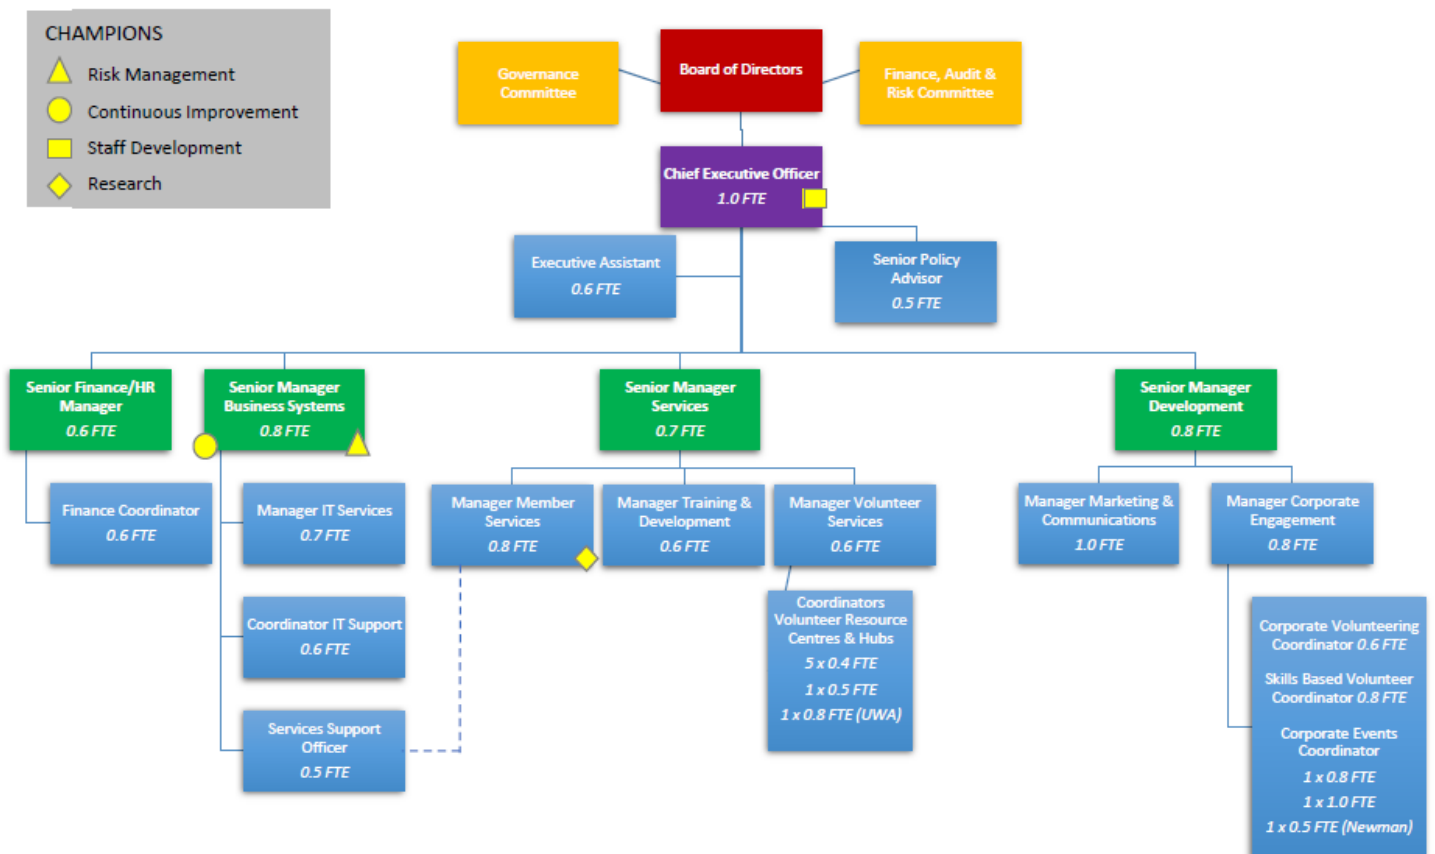 CHAMPIONS
Risk Management
Continuous Improvement
Staff Development
Research
Governance
Committee
Board of Directors
Finance, Audit &
Risk Committee
Chief Executive Officer
1.0 FTE
Executive Assistant
0.6 FTE
Senior Policy
Advisor
0.5 FTE
Senior Finance/HR
Manager
0.6 FTE
Senior Manager
Business Systems
0.8 FTE
Senior Manager
Services
0.7 FTE
Senior Manager
Development
0.8 FTE
Finance Coordinator
0.6 FTE
Manager IT Services
0.7 FTE
Manager Member
Services
0.8 FTE
Manager Training &
Development
0.6 FTE
Manager Volunteer
Services
0.6 FTE
Manager Marketing &
Communications
1.0 FTE
Manager Corporate
Engagement
0.8 FTE
Coordinator IT Support
0.6 FTE
Services Support
Officer
0.5 FTE
Coordinators
Volunteer Resource
Centres & Hubs
5 x 0.4 FTE
1 x 0.5 FTE
1 x 0.8 FTE (UWA)
Corporate Volunteering
Coordinator 0.6 FTE
Skills Based Volunteer
Coordinator 0.8 FTE
Corporate Events
Coordinator
1 x 0.8 FTE
1 x 1.0 FTE
1 x 0.5 FTE (Newman)